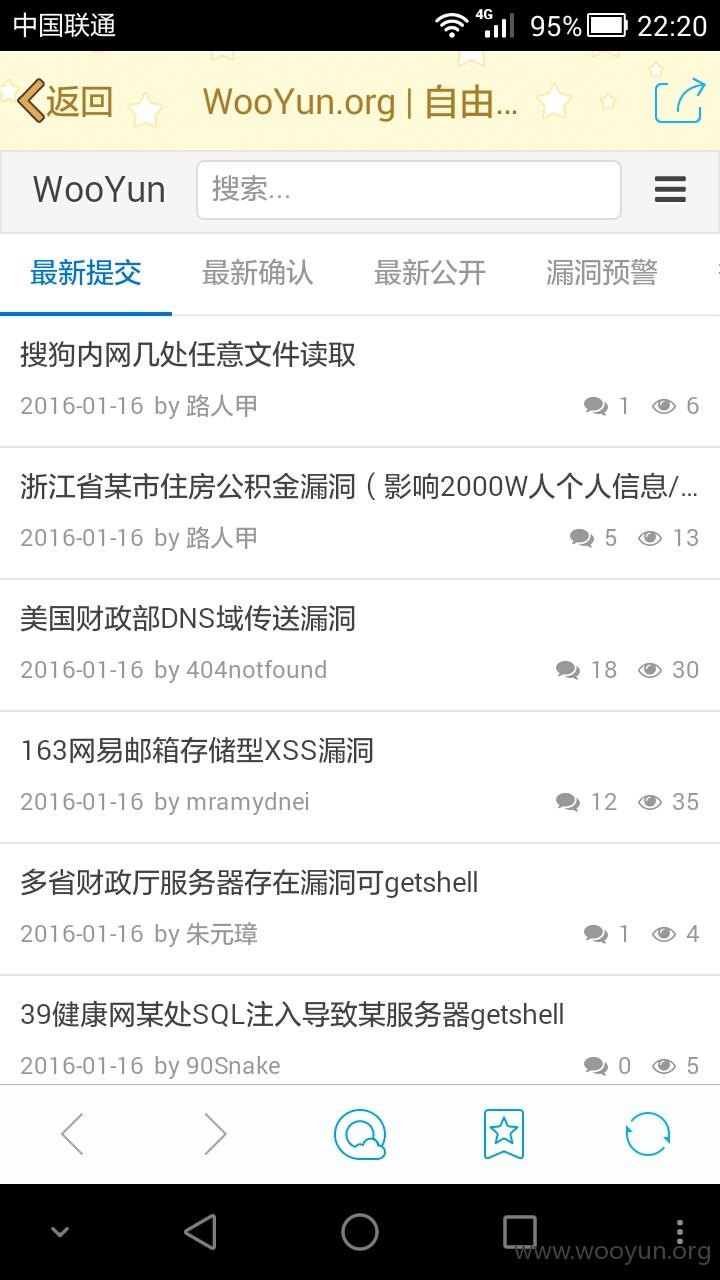 中国联通 4G 95% 22:20
返回 WooYun.org | 自由...
WooYun 搜索...
最新提交 最新确认 最新公开 漏洞预警
搜狗内网几处任意文件读取
2016-01-16 by 路人甲 1 6
浙江省某市住房公积金漏洞（影响2000W人个人信息/...
2016-01-16 by 路人甲 5 13
美国财政部DNS域传送漏洞
2016-01-16 by 404notfound 18 30
163网易邮箱存储型XSS漏洞
2016-01-16 by mramydnei 12 35
多省财政厅服务器存在漏洞可getshell
2016-01-16 by 朱元璋 1 4
39健康网某处SQL注入导致某服务器getshell
2016-01-16 by 90Snake 0 5
www.wooyun.org